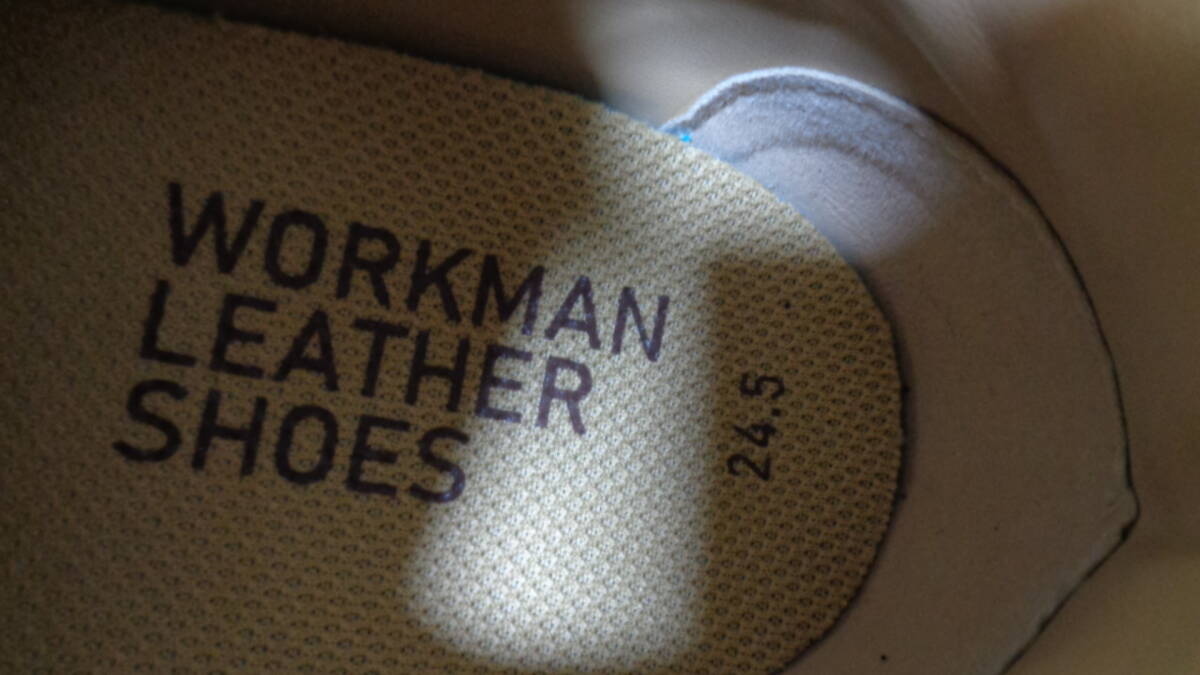 WORKMAN
LEATHER
SHOES
24.5